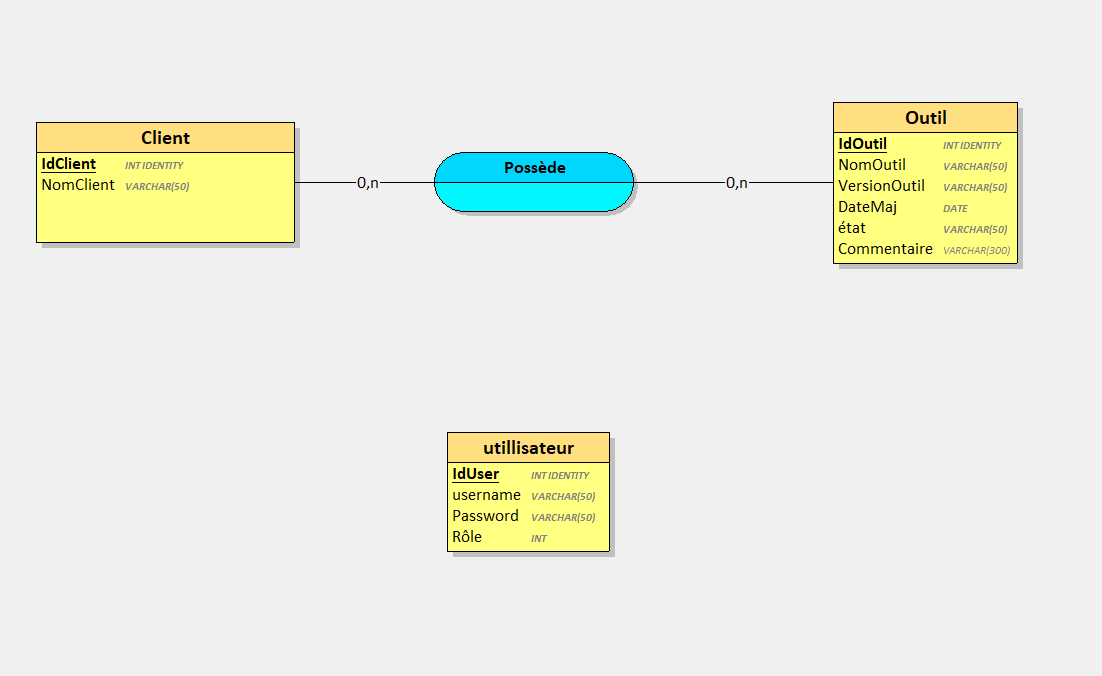 Client
IdClient INT IDENTITY
NomClient VARCHAR(50)
0,n
Possède
0,n
Outil
IdOutil INT IDENTITY
NomOutil VARCHAR(50)
VersionOutil VARCHAR(50)
DateMaj DATE
état VARCHAR(50)
Commentaire VARCHAR(300)
utillisateur
IdUser INT IDENTITY
username VARCHAR(50)
Password VARCHAR(50)
Rôle INT